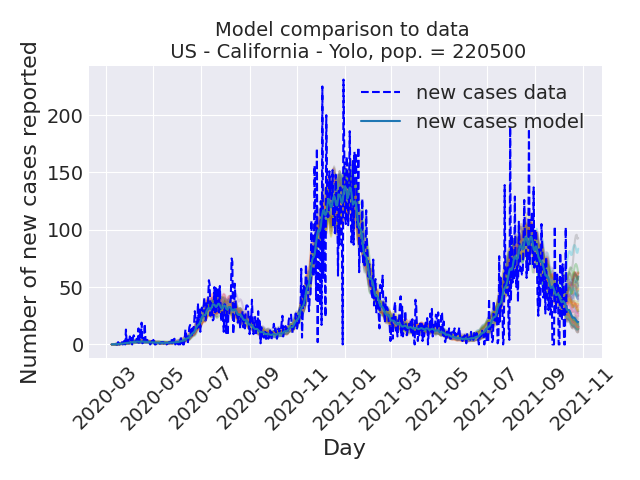 Model comparison to data
US - California - Yolo, pop. = 220500
Number of new cases reported
200
150
100
50
0
new cases data
new cases model
2020-03
2020-05
2020-07
2020-09
2020-11
2021-01
2021-03
2021-05
2021-07
2021-09
2021-11
Day